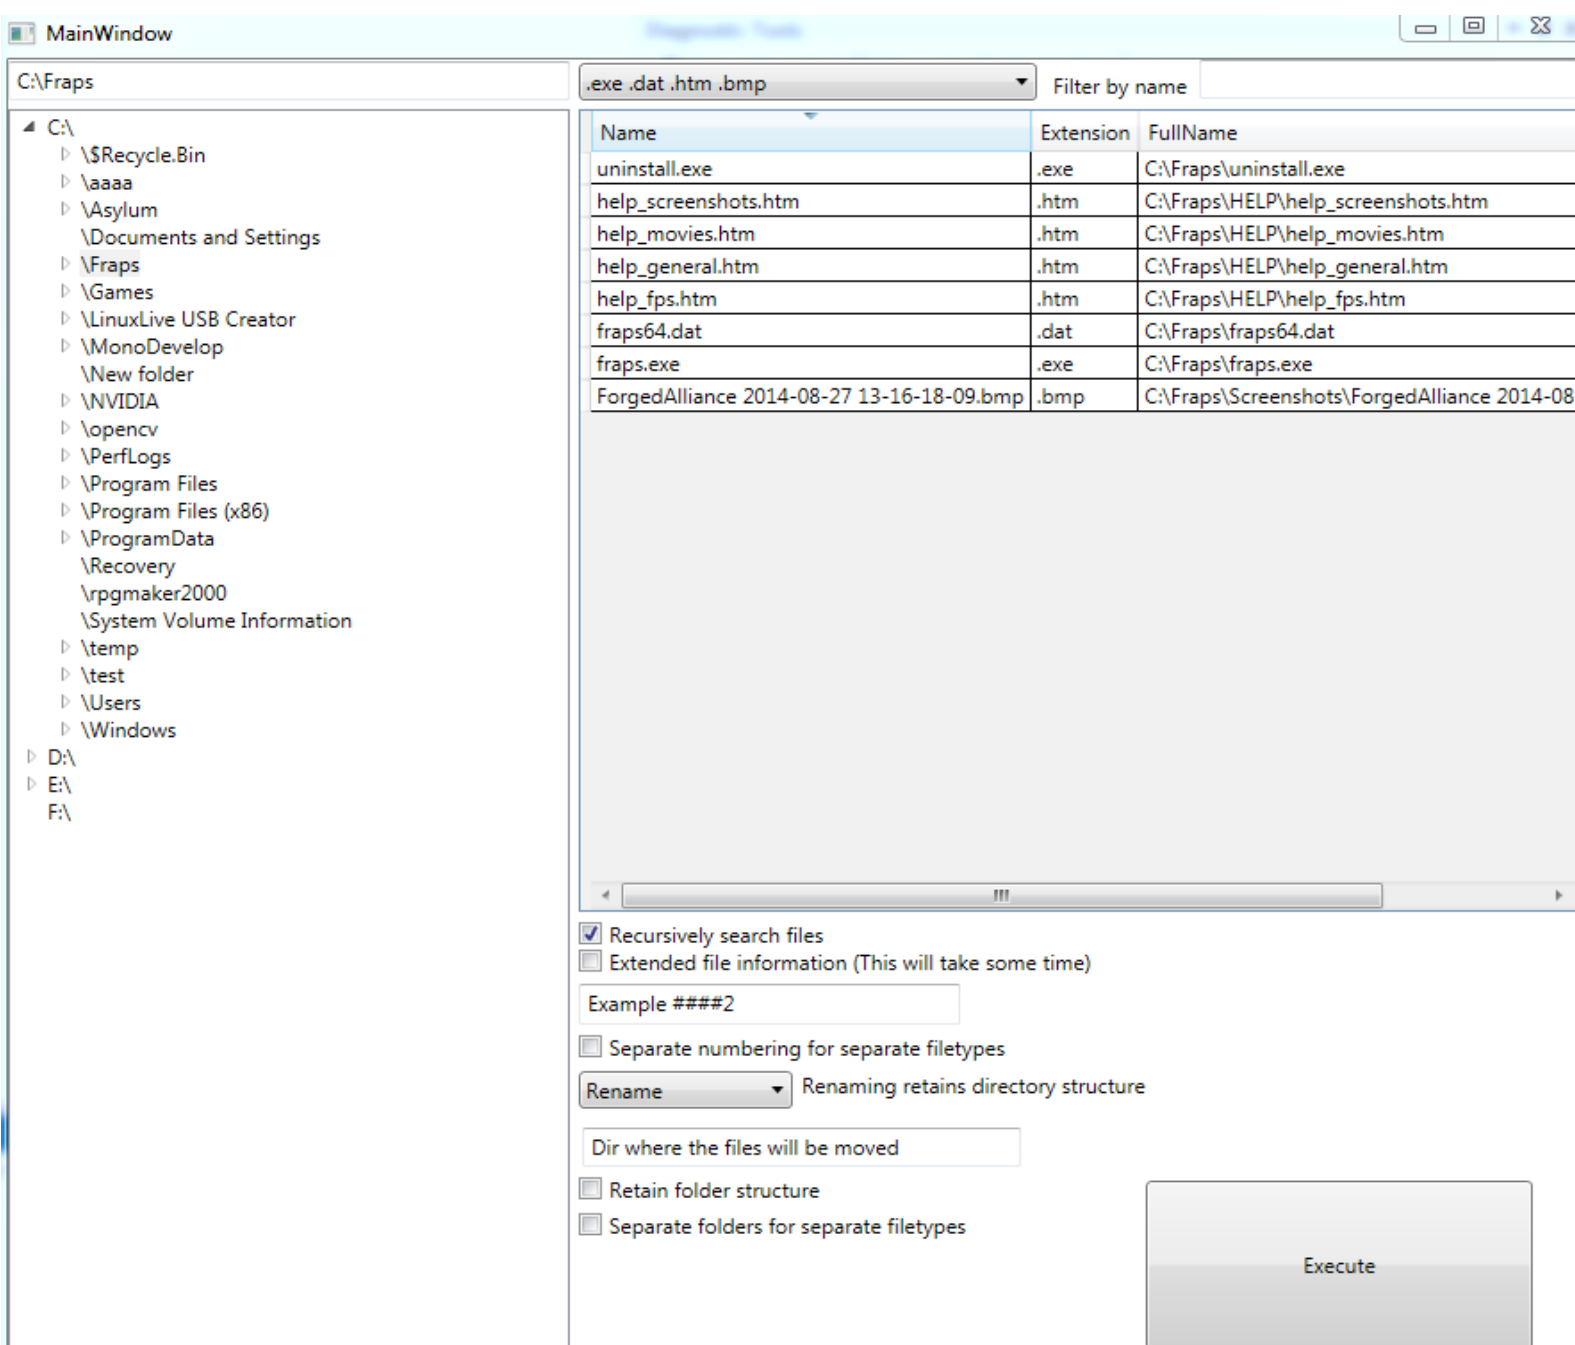 MainWindow
C:\Fraps
.exe .dat .htm .bmp
Filter by name
C:\
\$Recycle.Bin
\aaaa
\Asylum
\Documents and Settings
\Fraps
\Games
\LinuxLive USB Creator
\MonoDevelop
\New folder
\NVIDIA
\opencv
\PerfLogs
\Program Files
\Program Files (x86)
\ProgramData
\Recovery
\rpgmaker2000
\System Volume Information
\temp
\test
\Users
\Windows
D:\
E:\
F:\
Name Extension FullName
uninstall.exe .exe C:\Fraps\uninstall.exe
help_screenshots.htm .htm C:\Fraps\HELP\help_screenshots.htm
help_movies.htm .htm C:\Fraps\HELP\help_movies.htm
help_general.htm .htm C:\Fraps\HELP\help_general.htm
help_fps.htm .htm C:\Fraps\HELP\help_fps.htm
fraps64.dat .dat C:\Fraps\fraps64.dat
fraps.exe .exe C:\Fraps\fraps.exe
ForgedAlliance 2014-08-27 13-16-18-09.bmp .bmp C:\Fraps\Screenshots\ForgedAlliance 2014-08
Recursively search files
Extended file information (This will take some time)
Example ####2
Separate numbering for separate filetypes
Rename Renaming retains directory structure
Dir where the files will be moved
Retain folder structure
Separate folders for separate filetypes
Execute